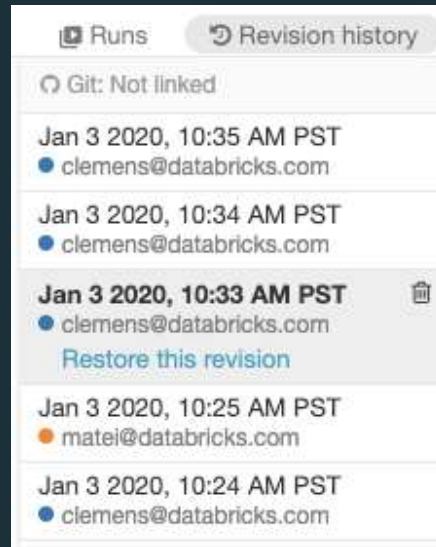 Runs Revision history
Git: Not linked
Jan 3 2020, 10:35 AM PST
clemens@databricks.com
Jan 3 2020, 10:34 AM PST
clemens@databricks.com
Jan 3 2020, 10:33 AM PST
clemens@databricks.com
Restore this revision
Jan 3 2020, 10:25 AM PST
matei@databricks.com
Jan 3 2020, 10:24 AM PST
clemens@databricks.com